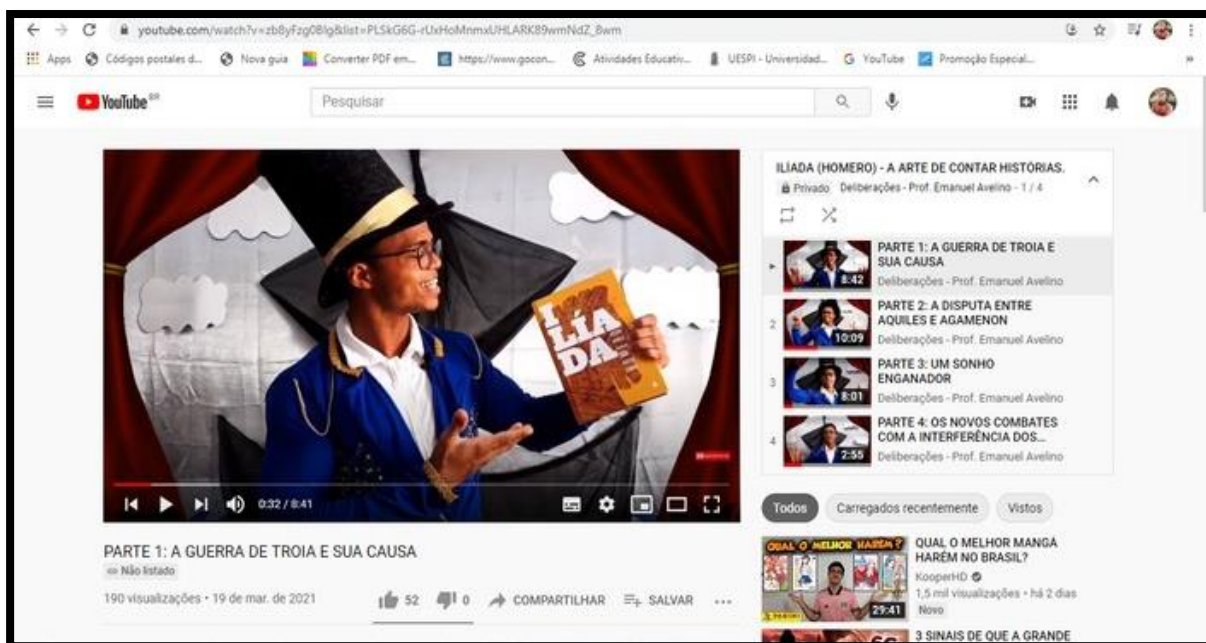 youtube.com/watch?v=zb8yFzg08Ig&list=PLSkG6G-rUxHoMnmxUHLARK89wmNdZ_8wm
Apps Códigos postales d... Nova guia Converter PDF em... https://www.gocon... Atividades Educativ... UESPI - Universidad... YouTube Promoção Especial... »
YouTube BR Pesquisar
ILÍADA (HOMERO) - A ARTE DE CONTAR HISTÓRIAS.
Privado Deliberações - Prof. Emanuel Avelino - 1 / 4
PARTE 1: A GUERRA DE TROIA E
SUA CAUSA
8:42 Deliberações - Prof. Emanuel Avelino
2 PARTE 2: A DISPUTA ENTRE
AQUILES E AGAMENON
10:09 Deliberações - Prof. Emanuel Avelino
3 PARTE 3: UM SONHO
ENGANADOR
8:01 Deliberações - Prof. Emanuel Avelino
4 PARTE 4: OS NOVOS COMBATES
COM A INTERFERÊNCIA DOS...
2:55 Deliberações - Prof. Emanuel Avelino
I
LÍA
DA
0:32 / 8:41
Todos Carregados recentemente Vistos
PARTE 1: A GUERRA DE TROIA E SUA CAUSA
Não listado
190 visualizações • 19 de mar. de 2021 52 0 COMPARTILHAR SALVAR ...
QUAL O MELHOR HAREM?
29:41
QUAL O MELHOR MANGÁ
HARÉM NO BRASIL?
KooperHD
1,5 mil visualizações • há 2 dias
Novo
3 SINAIS DE QUE A GRANDE